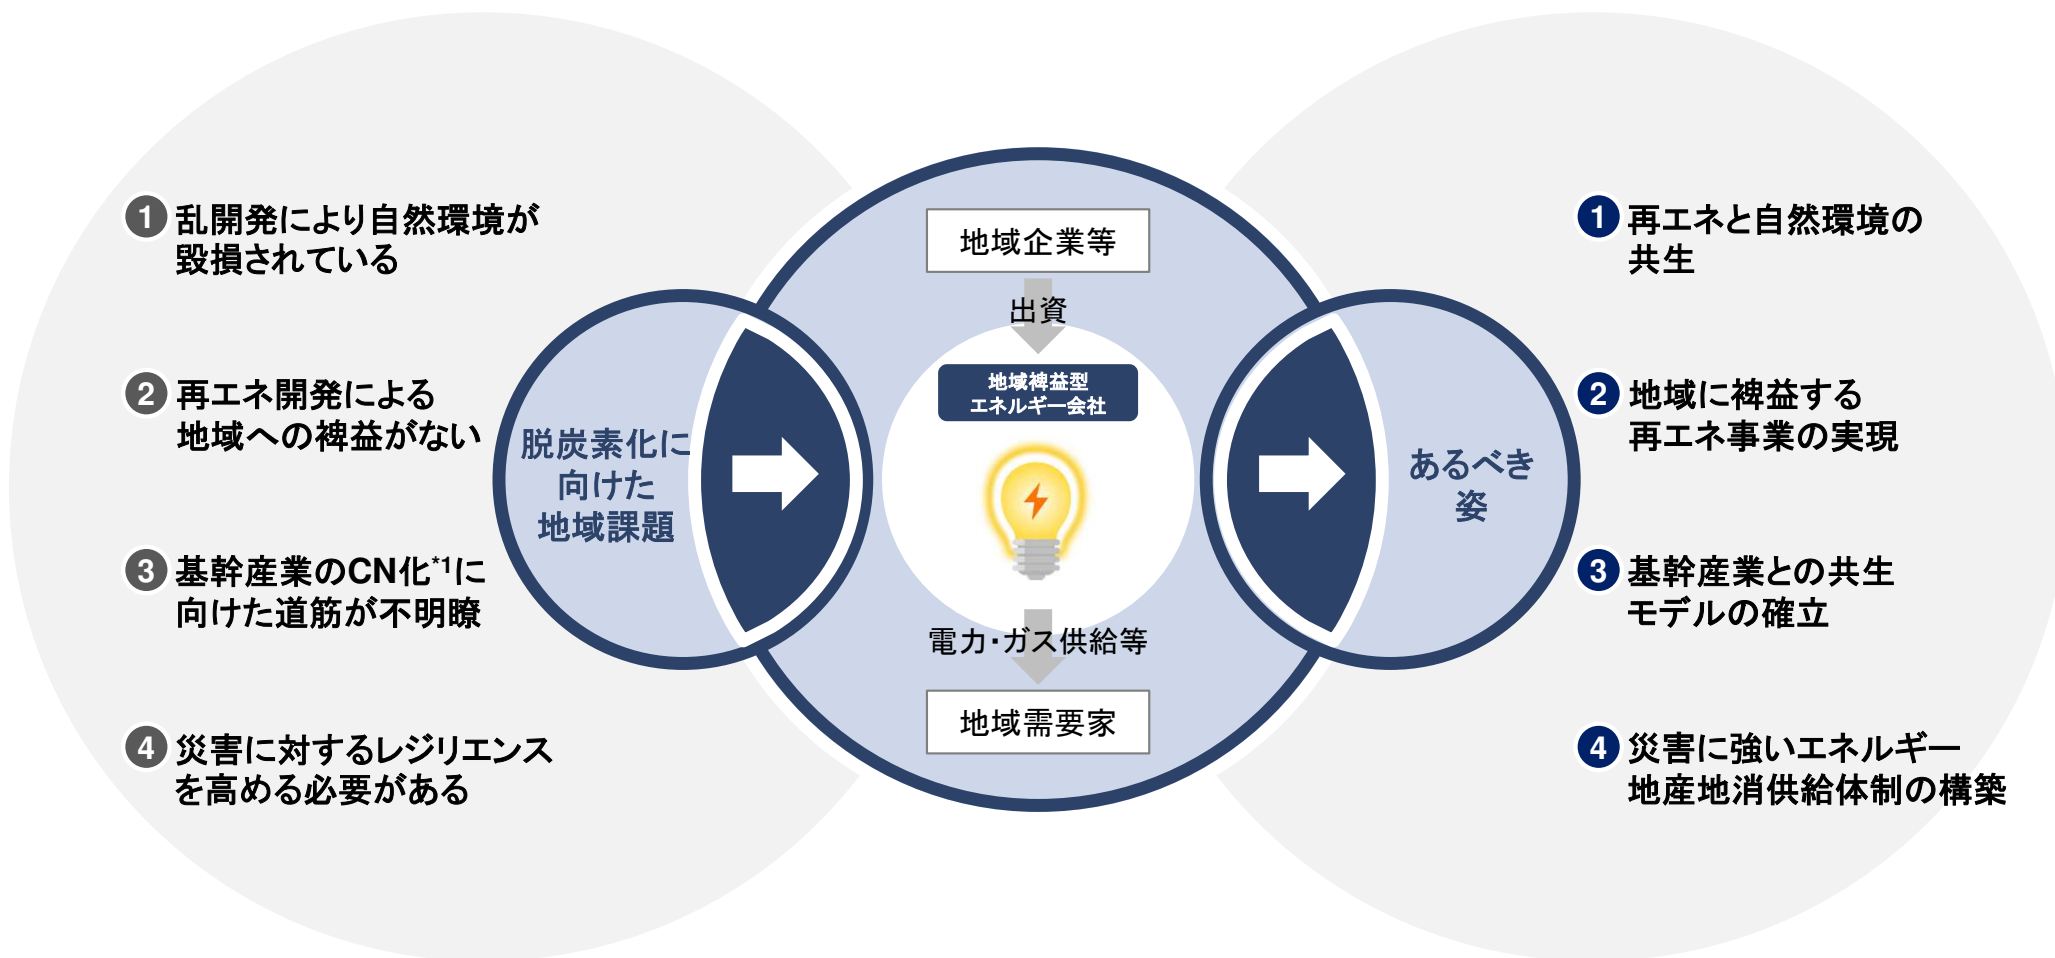 1 乱開発により自然環境が
毀損されている
2 再エネ開発による
地域への裨益がない
3 基幹産業のCN化*1に
向けた道筋が不明瞭
4 災害に対するレジリエンス
を高める必要がある
脱炭素化に
向けた
地域課題
地域企業等
出資
地域裨益型
エネルギー会社
電力・ガス供給等
地域需要家
あるべき
姿
1 再エネと自然環境の
共生
2 地域に裨益する
再エネ事業の実現
3 基幹産業との共生
モデルの確立
4 災害に強いエネルギー
地産地消供給体制の構築